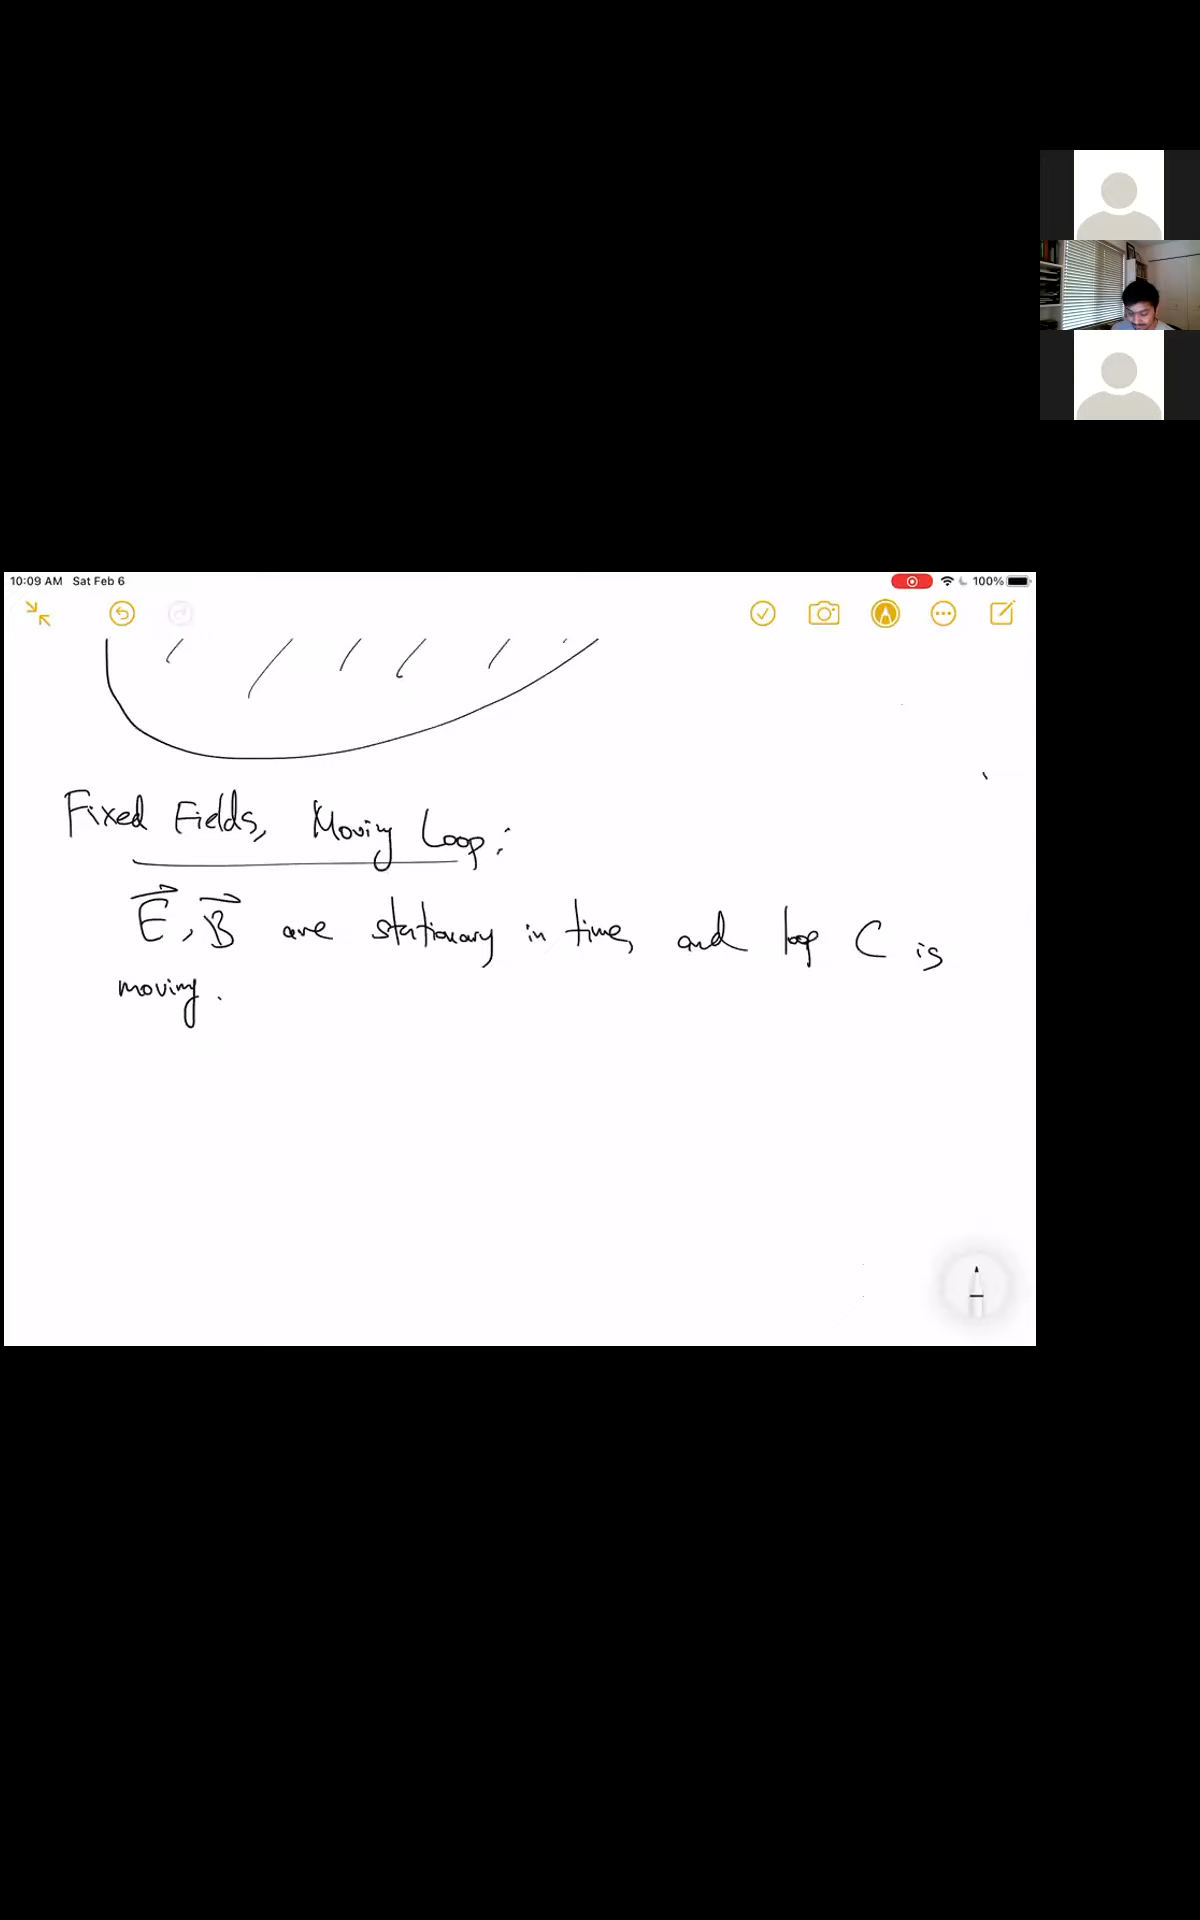 10:09 AM Sat Feb 6 100%
Fixed Fields, Moving Loop:
E, B are stationary in time, and loop C is
moving.